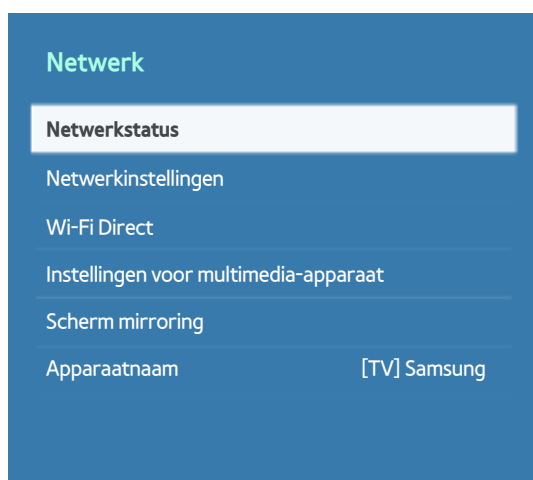 Netwerk
Netwerkstatus
Netwerkinstellingen
Wi-Fi Direct
Instellingen voor multimedia-apparaat
Scherm mirroring
Apparaatnaam [TV] Samsung